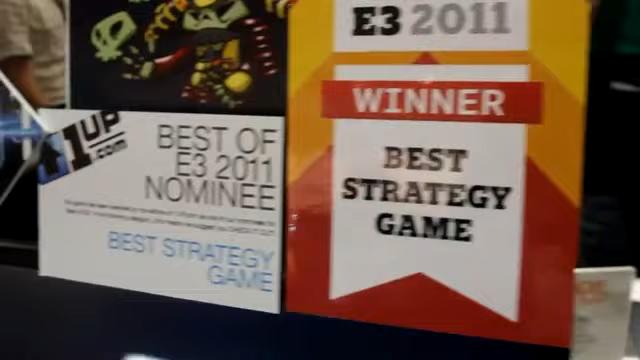 1UP
.com
BEST OF
E3 2011
NOMINEE
BEST STRATEGY
GAME
E3 2011
WINNER
BEST
STRATEGY
GAME